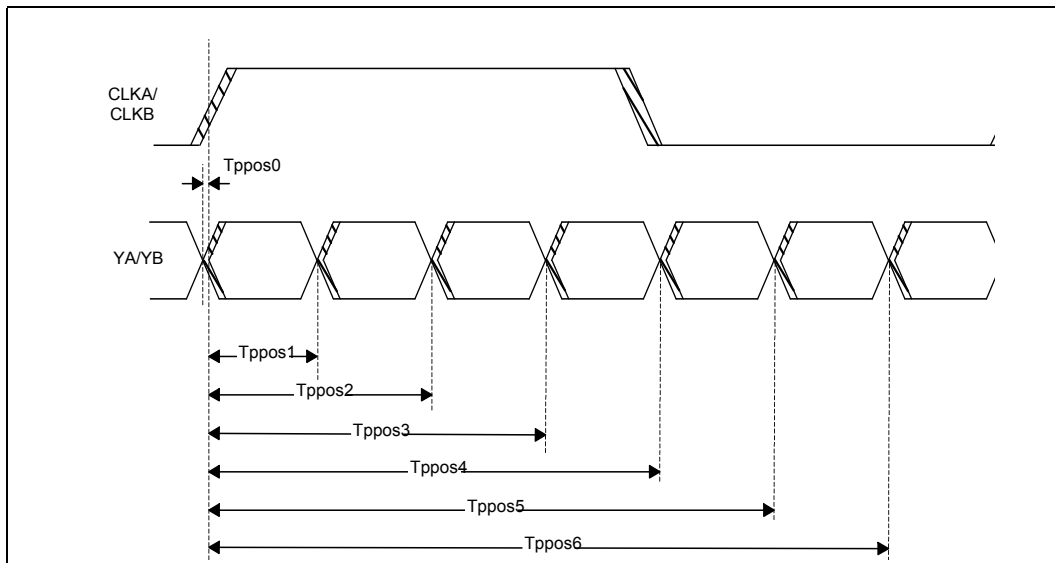 CLKA/
CLKB
Tppos0
YA/YB
Tppos1
Tppos2
Tppos3
Tppos4
Tppos5
Tppos6